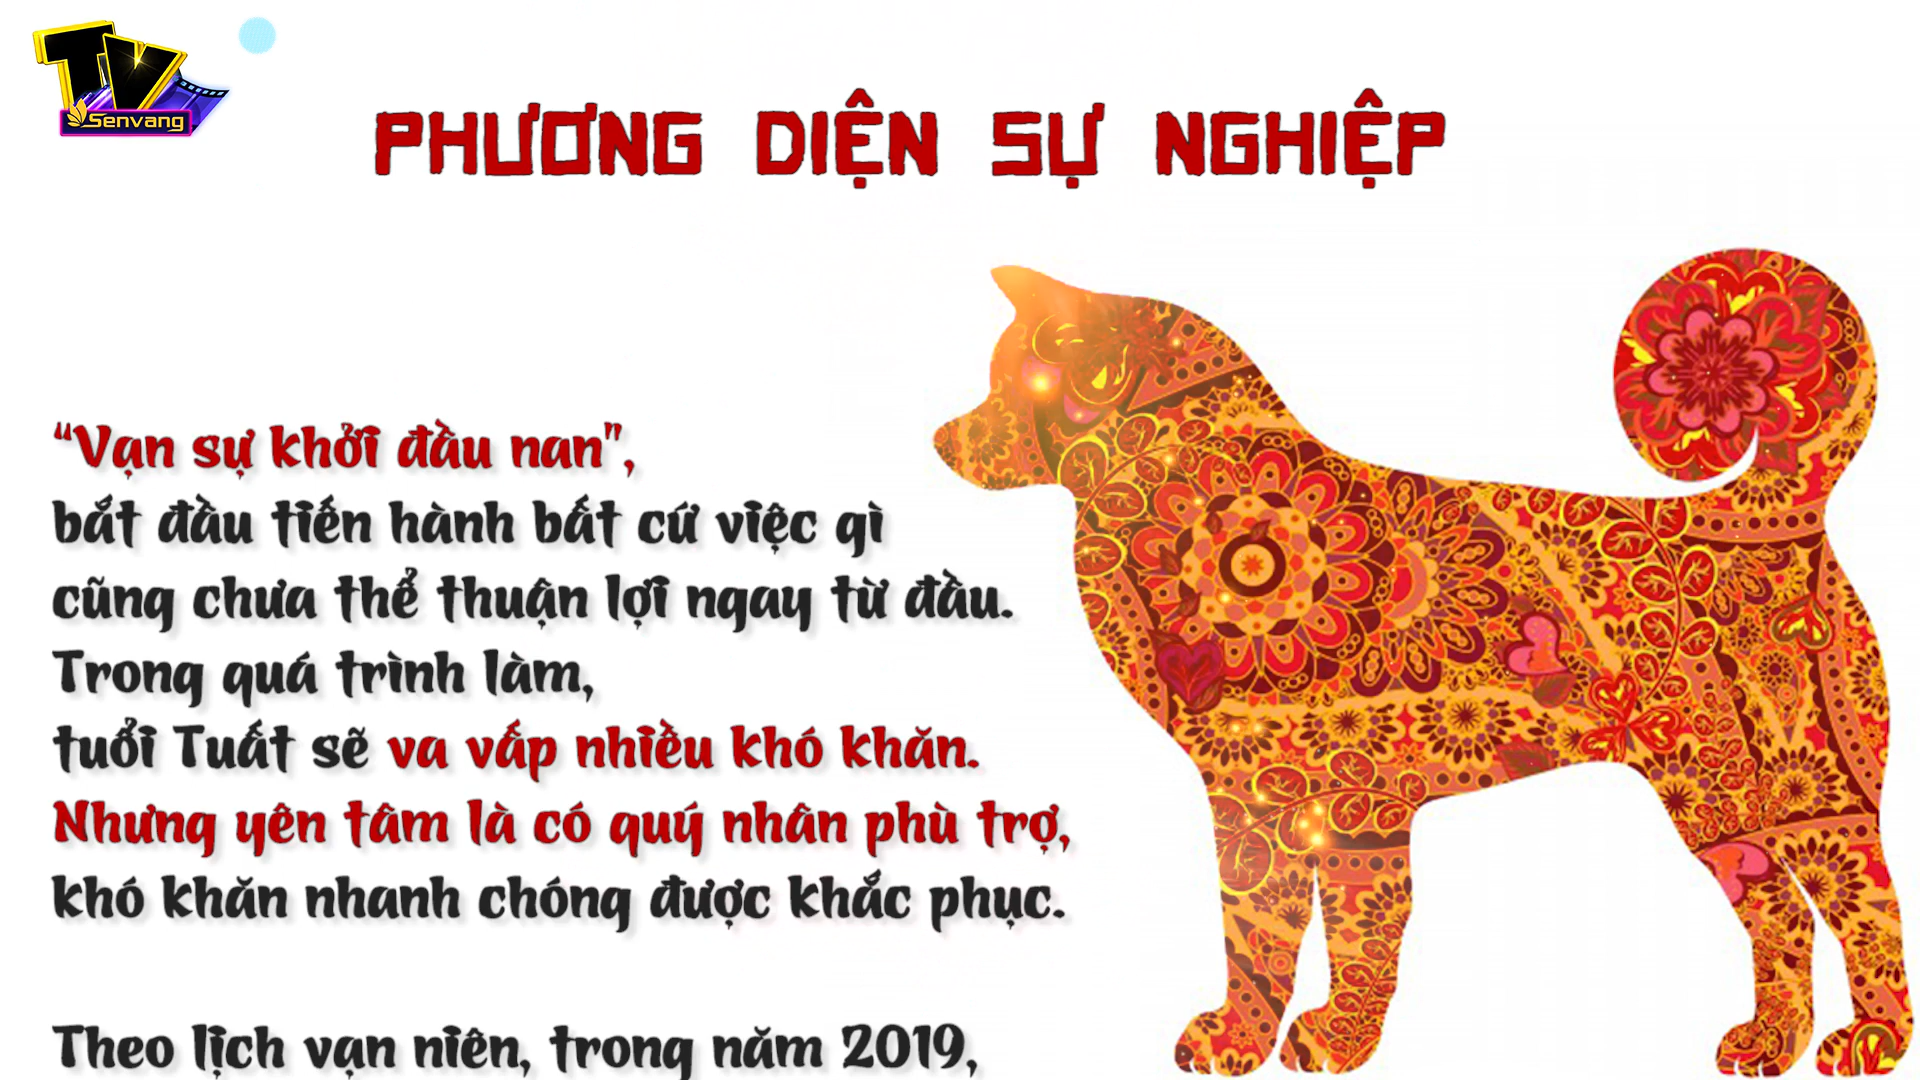 TV
Senvang
PHƯƠNG DIỆN SỰ NGHIỆP
“Vạn sự khởi đầu nan",
bắt đầu tiến hành bất cứ việc gì
cũng chưa thể thuận lợi ngay từ đầu.
Trong quá trình làm,
tuổi Tuất sẽ va vấp nhiều khó khăn.
Nhưng yên tâm là có quý nhân phù trợ,
khó khăn nhanh chóng được khắc phục.
Theo lịch vạn niên, trong năm 2019,